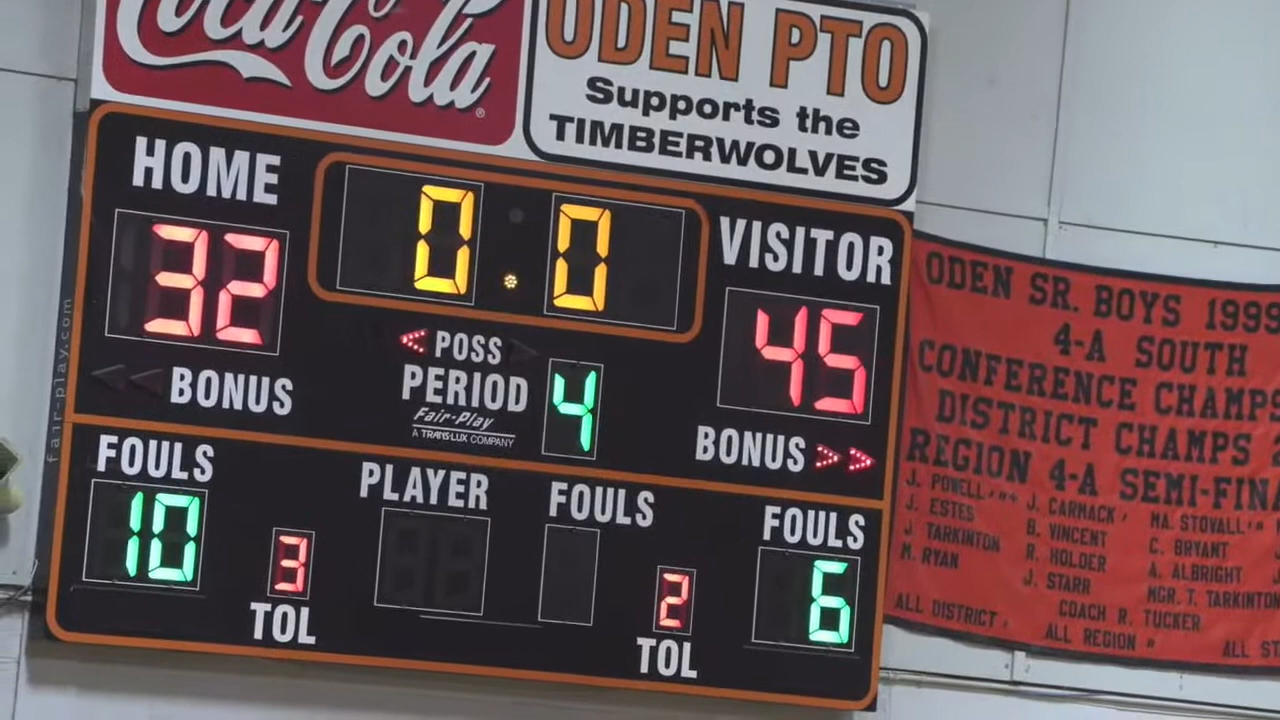 Coca-Cola
ODEN PTO
Supports the
TIMBERWOLVES
HOME
32
0.0
VISITOR
45
POSS
PERIOD 4
Fair-Play
A TRANS-LUX COMPANY
BONUS
BONUS
FOULS
10
3
TOL
PLAYER
FOULS
2
TOL
FOULS
6
fair-play.com
ODEN SR. BOYS 1999
4-A SOUTH
CONFERENCE CHAMPS
DISTRICT CHAMPS
REGION 4-A SEMI-FINA
J. POWELL J. CARMACK MA. STOVALL
J. ESTES B. VINCENT C. BRYANT
J. TARKINTON R. HOLDER A. ALBRIGHT
M. RYAN J. STARR MGR. T. TARKINTON
COACH R. TUCKER
ALL DISTRICT ALL REGION ALL ST